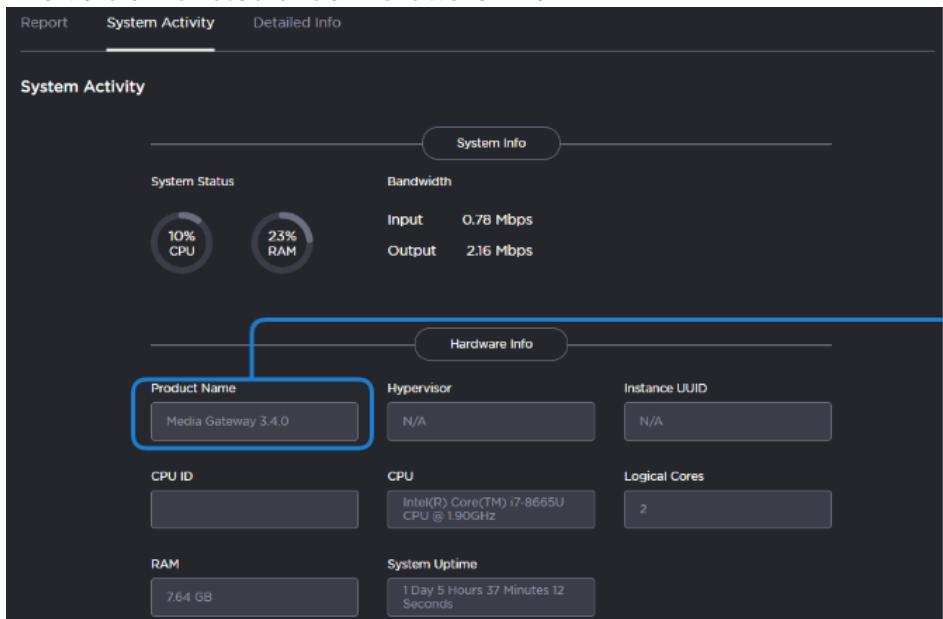 Report System Activity Detailed Info
System Activity
System Info
System Status Bandwidth
10% CPU
23% RAM
Input 0.78 Mbps
Output 2.16 Mbps
Hardware Info
Product Name Hypervisor Instance UUID
Media Gateway 3.4.0 N/A N/A
CPU ID CPU Logical Cores
Intel(R) Core(TM) i7-8665U
CPU @ 1.90GHz
2
RAM System Uptime
7.64 GB
1 Day 5 Hours 37 Minutes 12
Seconds